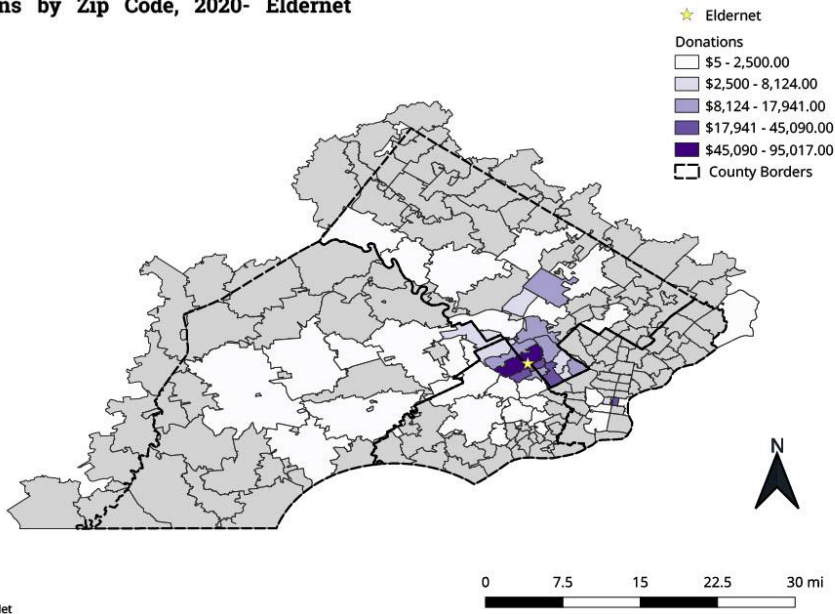 ns by Zip Code, 2020- Eldernet
Eldernet
Donations
$5 - 2,500.00
$2,500 - 8,124.00
$8,124 - 17,941.00
$17,941 - 45,090.00
$45,090 - 95,017.00
County Borders
N
0 7.5 15 22.5 30 mi